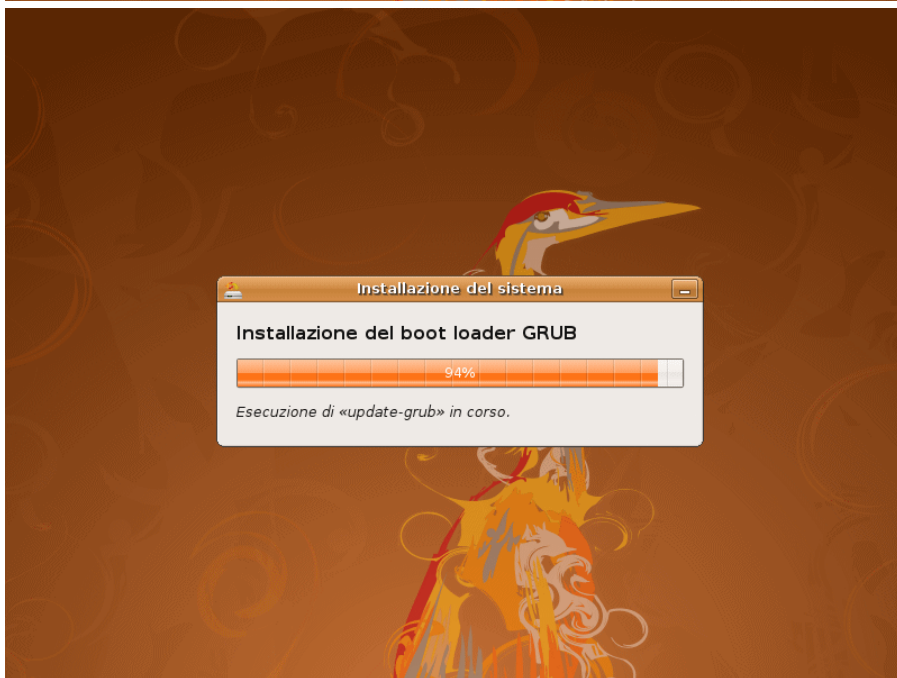 Installazione del sistema
Installazione del boot loader GRUB
94%
Esecuzione di «update-grub» in corso.